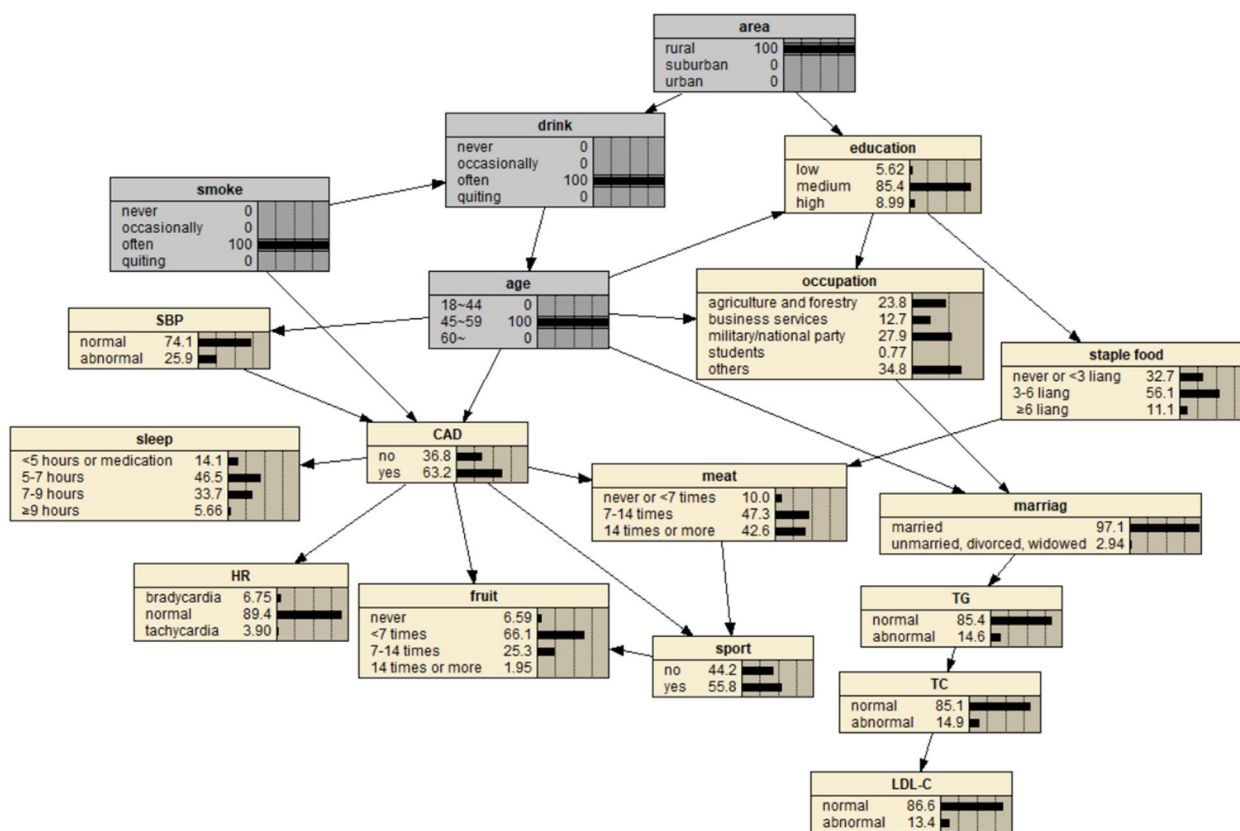 area
rural 100
suburban 0
urban 0
drink
never 0
occasionally 0
often 100
quiting 0
education
low 5.62
medium 85.4
high 8.99
smoke
never 0
occasionally 0
often 100
quiting 0
age
18~44 0
45~59 100
60~ 0
occupation
agriculture and forestry 23.8
business services 12.7
military/national party 27.9
students 0.77
others 34.8
SBP
normal 74.1
abnormal 25.9
staple food
never or <3 liang 32.7
3-6 liang 56.1
≥6 liang 11.1
CAD
no 36.8
yes 63.2
sleep
<5 hours or medication 14.1
5-7 hours 46.5
7-9 hours 33.7
≥9 hours 5.66
meat
never or <7 times 10.0
7-14 times 47.3
14 times or more 42.6
marriag
married 97.1
unmarried, divorced, widowed 2.94
HR
bradycardia 6.75
normal 89.4
tachycardia 3.90
fruit
never 6.59
<7 times 66.1
7-14 times 25.3
14 times or more 1.95
sport
no 44.2
yes 55.8
TG
normal 85.4
abnormal 14.6
TC
normal 85.1
abnormal 14.9
LDL-C
normal 86.6
abnormal 13.4